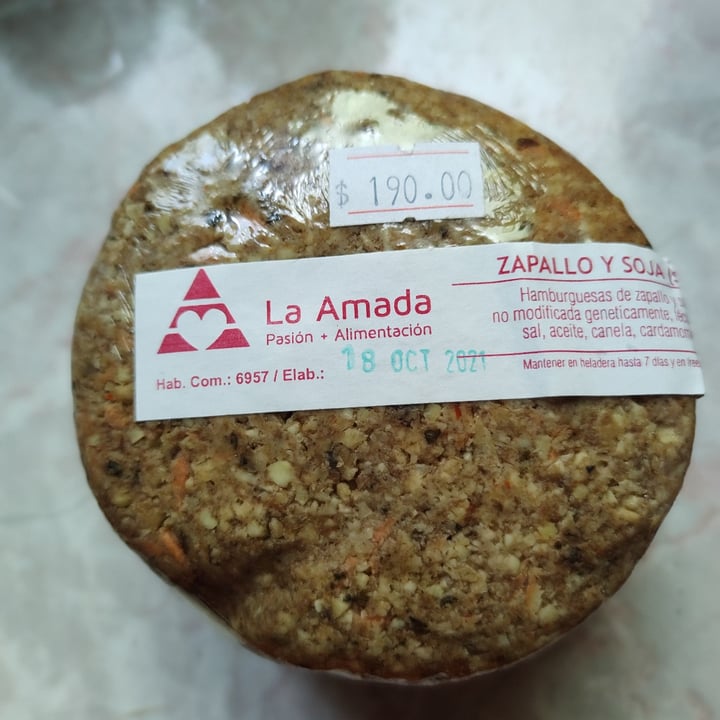 $ 190.00
La Amada
Pasión + Alimentación
18 OCT 2021
Hab. Com.: 6957 / Elab.:
ZAPALLO Y SOJA
Hamburguesas de zapallo y
no modificada geneticamente,
sal, aceite, canela, cardamomo
Mantener en heladera hasta 7 días y en